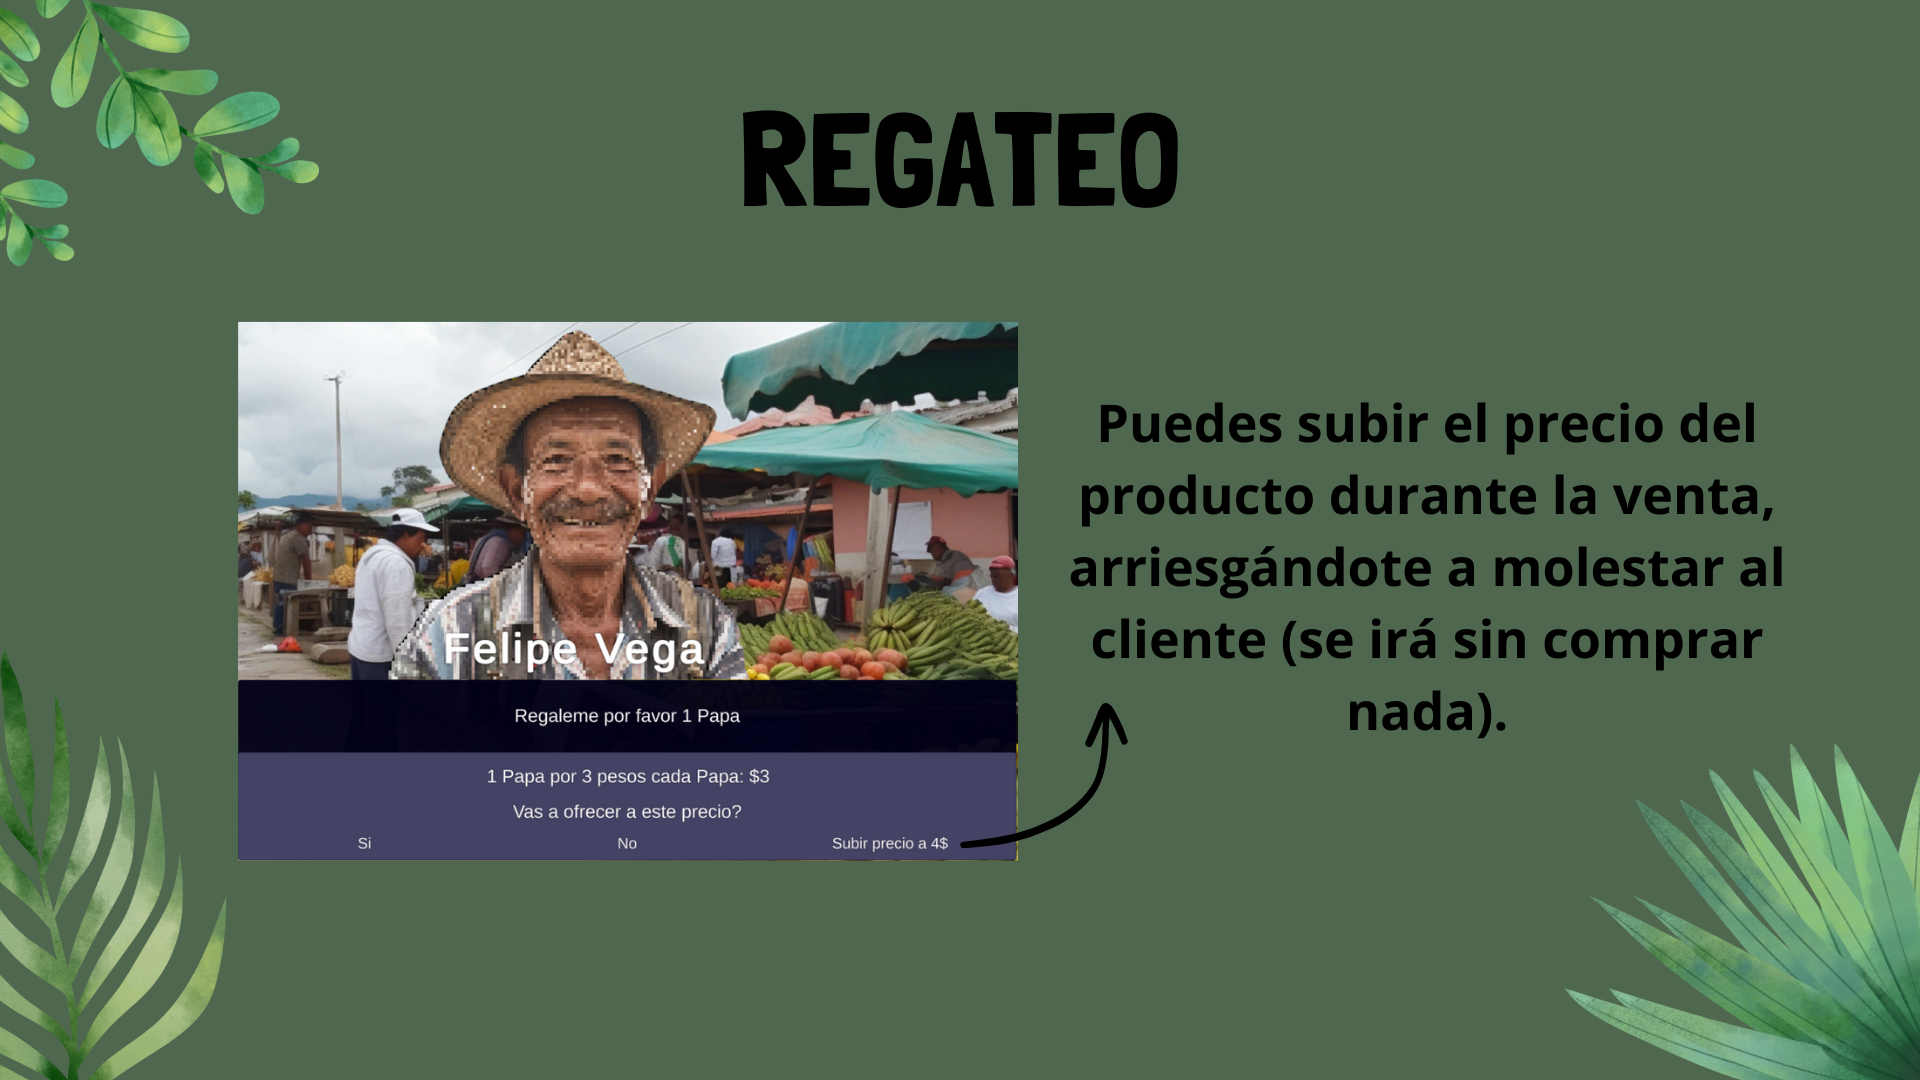 REGATEO
Felipe Vega
Regaleme por favor 1 Papa
1 Papa por 3 pesos cada Papa: $3
Vas a ofrecer a este precio?
Si No Subir precio a 4$
Puedes subir el precio del
producto durante la venta,
arriesgándote a molestar al
cliente (se irá sin comprar
nada).